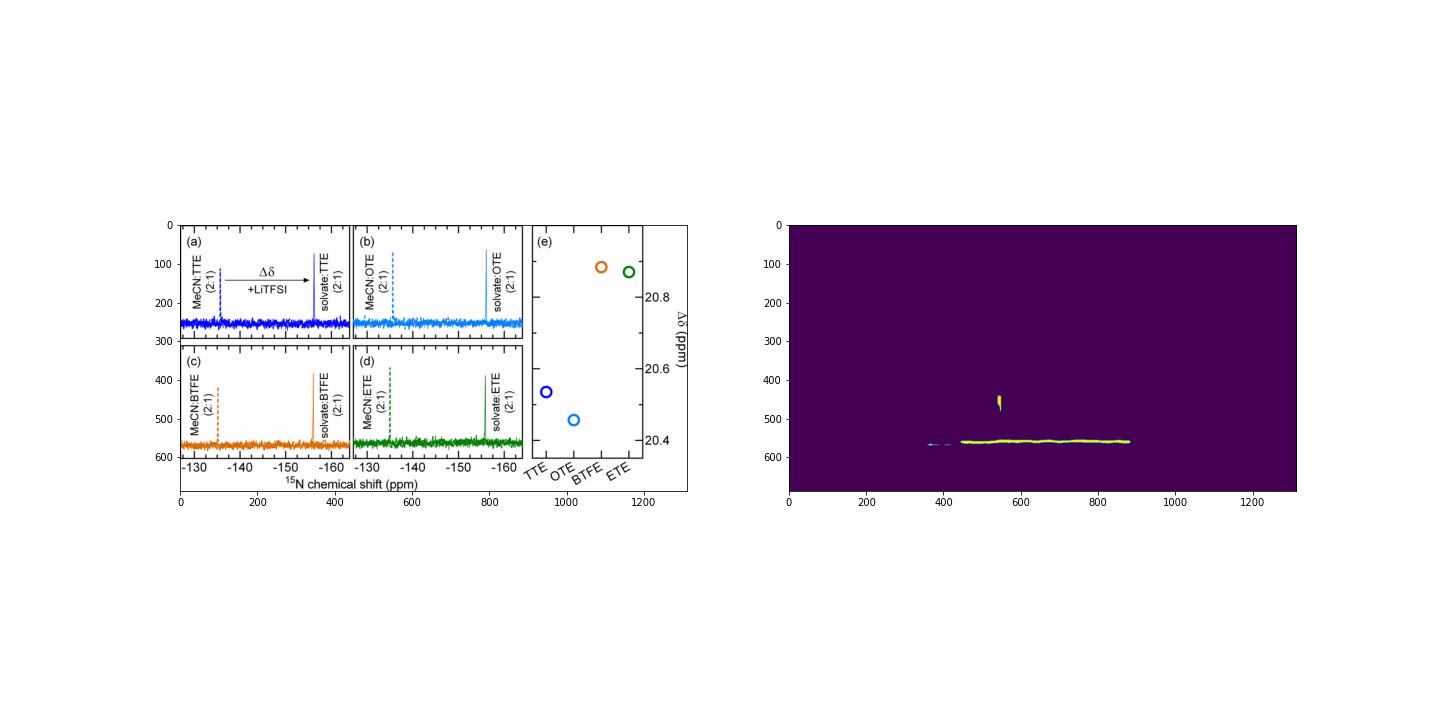 0
100
200
300
400
500
600
(a)
MeCN:TTE
(2:1)
Δδ
+LiTFSI
solvate:TTE
(2:1)
(b)
MeCN:OTE
(2:1)
solvate:OTE
(2:1)
(c)
MeCN:BTFE
(2:1)
solvate:BTFE
(2:1)
(d)
MeCN:ETE
(2:1)
solvate:ETE
(2:1)
(e)
20.8
20.6
20.4
Δδ (ppm)
-130 -140 -150 -160 -130 -140 -150 -160
TTE OTE BTFE ETE
¹⁵N chemical shift (ppm)
0 200 400 600 800 1000 1200
0
100
200
300
400
500
600
0 200 400 600 800 1000 1200